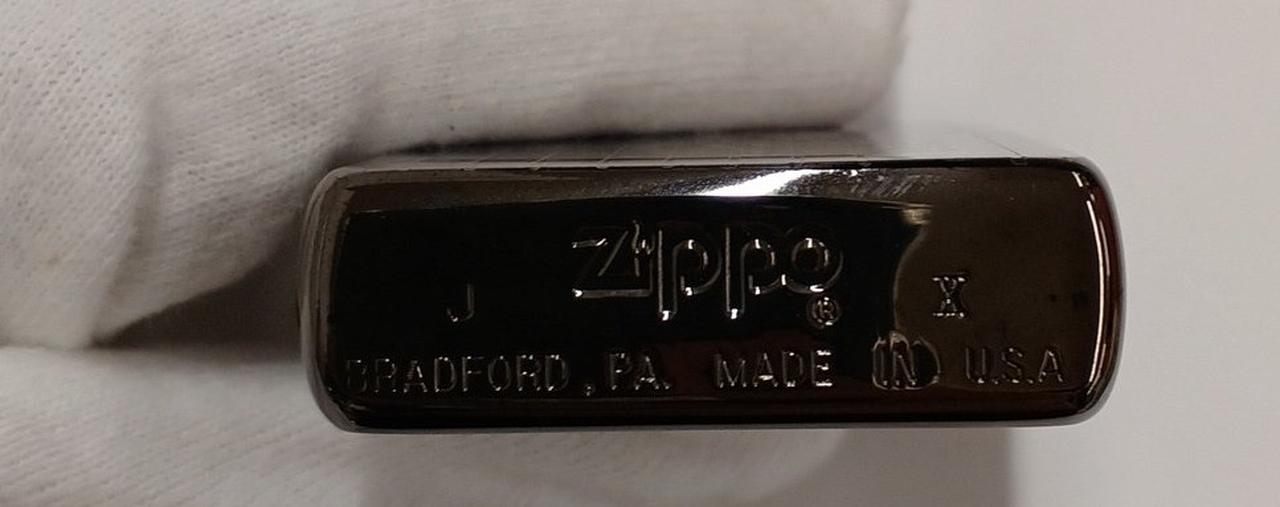 Zippo
J ® X
BRADFORD, PA. MADE IN U.S.A